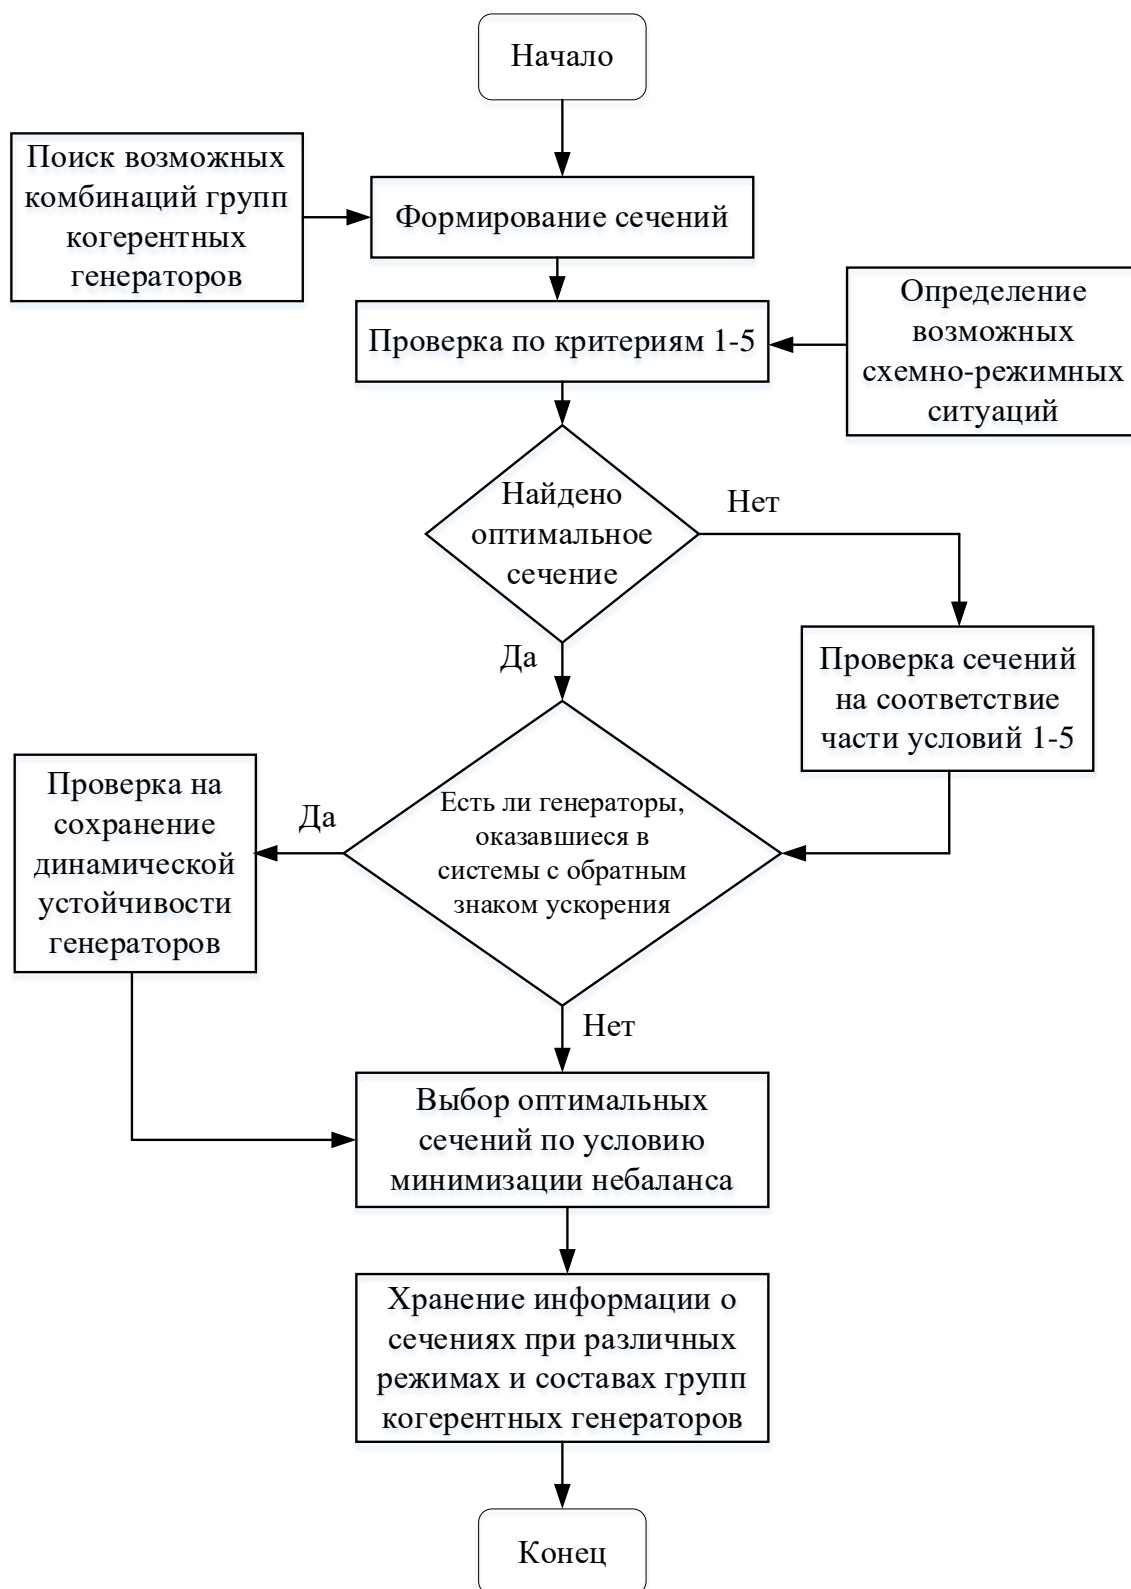 Начало
Поиск возможных
комбинаций групп
когерентных
генераторов
Формирование сечений
Определение
возможных
схемно-режимных
ситуаций
Проверка по критериям 1-5
Найдено
оптимальное
сечение
Нет
Да
Проверка сечений
на соответствие
части условий 1-5
Есть ли генераторы,
оказавшиеся в
системы с обратным
знаком ускорения
Да
Проверка на
сохранение
динамической
устойчивости
генераторов
Нет
Выбор оптимальных
сечений по условию
минимизации небаланса
Хранение информации о
сечениях при различных
режимах и составах групп
когерентных генераторов
Конец